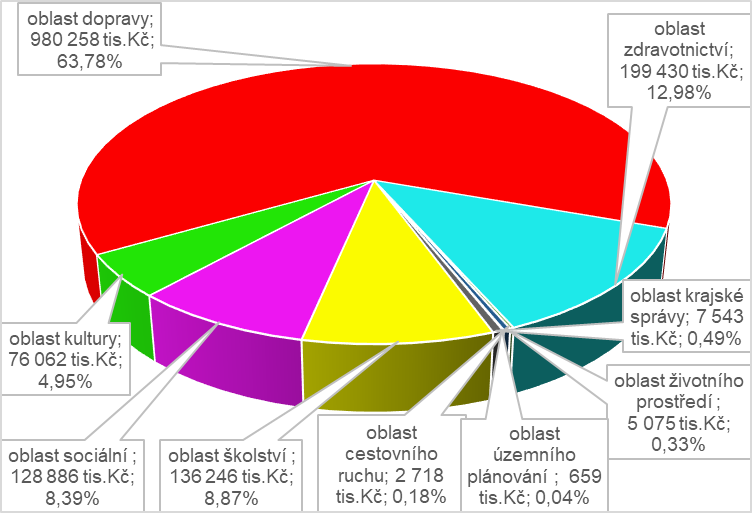 oblast dopravy;
980 258 tis.Kč;
63,78%
oblast
zdravotnictví;
199 430 tis.Kč;
12,98%
oblast krajské
správy; 7 543
tis.Kč; 0,49%
oblast životního
prostředí ;
5 075 tis.Kč;
0,33%
oblast
územního
plánování ;  659
tis.Kč; 0,04%
oblast
cestovního
ruchu; 2 718
tis.Kč; 0,18%
oblast školství ;
136 246 tis.Kč;
8,87%
oblast sociální ;
128 886 tis.Kč;
8,39%
oblast kultury;
76 062 tis.Kč;
4,95%